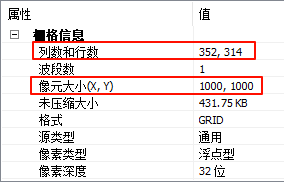 属性 值
栅格信息
列数和行数 352, 314
波段数 1
像元大小(X, Y) 1000, 1000
未压缩大小 431.75 KB
格式 GRID
源类型 通用
像素类型 浮点型
像素深度 32 位